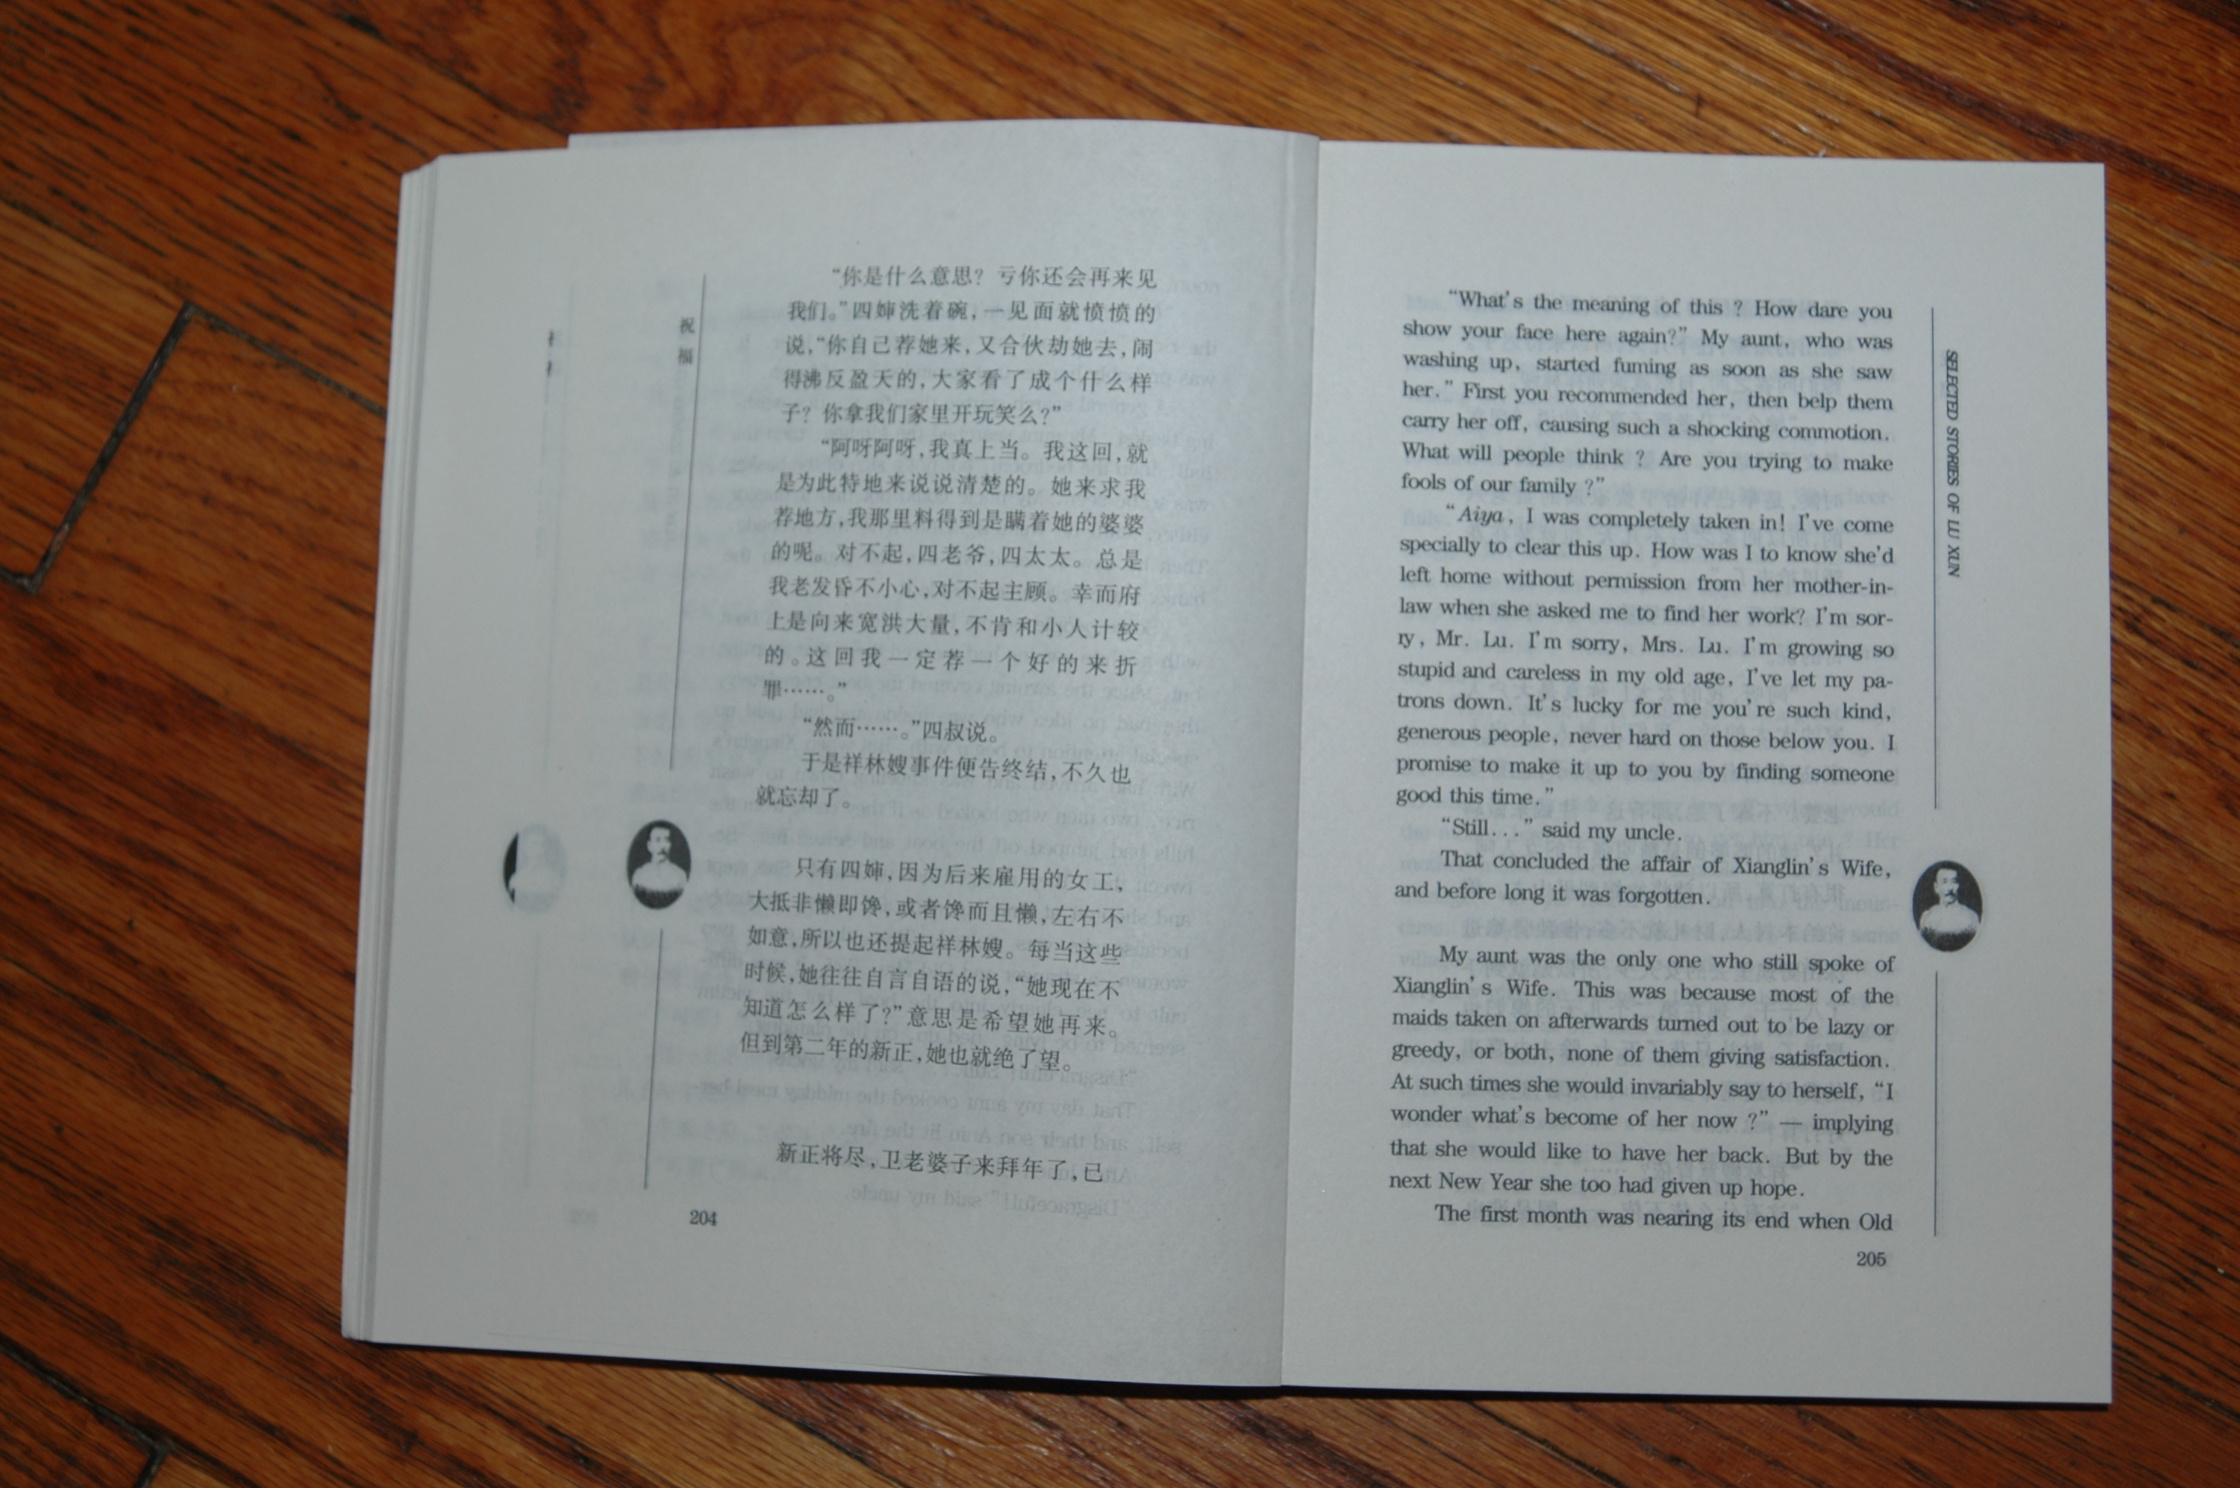 祝
福
“你是什么意思？亏你还会再来见
我们。”四婶洗着碗，一见面就愤愤的
说，“你自己荐她来，又合伙劫她去，闹
得沸反盈天的，大家看了成个什么样
子？你拿我们家里开玩笑么？”
“阿呀阿呀，我真上当。我这回，就
是为此特地来说说清楚的。她来求我
荐地方，我那里料得到是瞒着她的婆婆
的呢。对不起，四老爷，四太太。总是
我老发昏不小心，对不起主顾。幸而府
上是向来宽洪大量，不肯和小人计较
的。这回我一定荐一个好的来折
罪……。”
“然而……。”四叔说。
于是祥林嫂事件便告终结，不久也
就忘却了。
只有四婶，因为后来雇用的女工，
大抵非懒即馋，或者馋而且懒，左右不
如意，所以也还提起祥林嫂。每当这些
时候，她往往自言自语的说，“她现在不
知道怎么样了？”意思是希望她再来。
但到第二年的新正，她也就绝了望。
新正将尽，卫老婆子来拜年了，已
204
SELECTED STORIES OF LU XUN
“What's the meaning of this ? How dare you
show your face here again?” My aunt, who was
washing up, started fuming as soon as she saw
her.” First you recommended her, then belp them
carry her off, causing such a shocking commotion.
What will people think ? Are you trying to make
fools of our family ?”
“Aiya, I was completely taken in! I've come
specially to clear this up. How was I to know she'd
left home without permission from her mother-in-
law when she asked me to find her work? I'm sor-
ry, Mr. Lu. I'm sorry, Mrs. Lu. I'm growing so
stupid and careless in my old age, I've let my pa-
trons down. It's lucky for me you're such kind,
generous people, never hard on those below you. I
promise to make it up to you by finding someone
good this time.”
“Still...” said my uncle.
That concluded the affair of Xianglin's Wife,
and before long it was forgotten.
My aunt was the only one who still spoke of
Xianglin's Wife. This was because most of the
maids taken on afterwards turned out to be lazy or
greedy, or both, none of them giving satisfaction.
At such times she would invariably say to herself, “I
wonder what's become of her now ?” — implying
that she would like to have her back. But by the
next New Year she too had given up hope.
The first month was nearing its end when Old
205